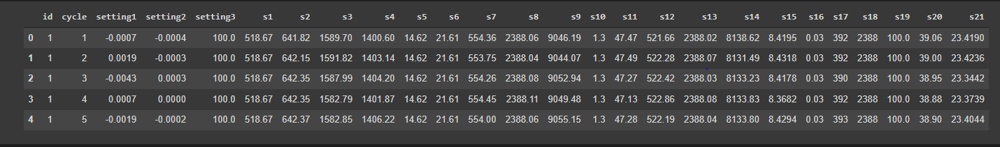 id cycle setting1 setting2 setting3 s1 s2 s3 s4 s5 s6 s7 s8 s9 s10 s11 s12 s13 s14 s15 s16 s17 s18 s19 s20 s21
0 1 1 -0.0007 -0.0004 100.0 518.67 641.82 1589.70 1400.60 14.62 21.61 554.36 2388.06 9046.19 1.3 47.47 521.66 2388.02 8138.62 8.4195 0.03 392 2388 100.0 39.06 23.4190
1 1 2 0.0019 -0.0003 100.0 518.67 642.15 1591.82 1403.14 14.62 21.61 553.75 2388.04 9044.07 1.3 47.49 522.28 2388.07 8131.49 8.4318 0.03 392 2388 100.0 39.00 23.4236
2 1 3 -0.0043 0.0003 100.0 518.67 642.35 1587.99 1404.20 14.62 21.61 554.26 2388.08 9052.94 1.3 47.27 522.42 2388.03 8133.23 8.4178 0.03 390 2388 100.0 38.95 23.3442
3 1 4 0.0007 0.0000 100.0 518.67 642.35 1582.79 1401.87 14.62 21.61 554.45 2388.11 9049.48 1.3 47.13 522.86 2388.08 8133.83 8.3682 0.03 392 2388 100.0 38.88 23.3739
4 1 5 -0.0019 -0.0002 100.0 518.67 642.37 1582.85 1406.22 14.62 21.61 554.00 2388.06 9055.15 1.3 47.28 522.19 2388.04 8133.80 8.4294 0.03 393 2388 100.0 38.90 23.4044